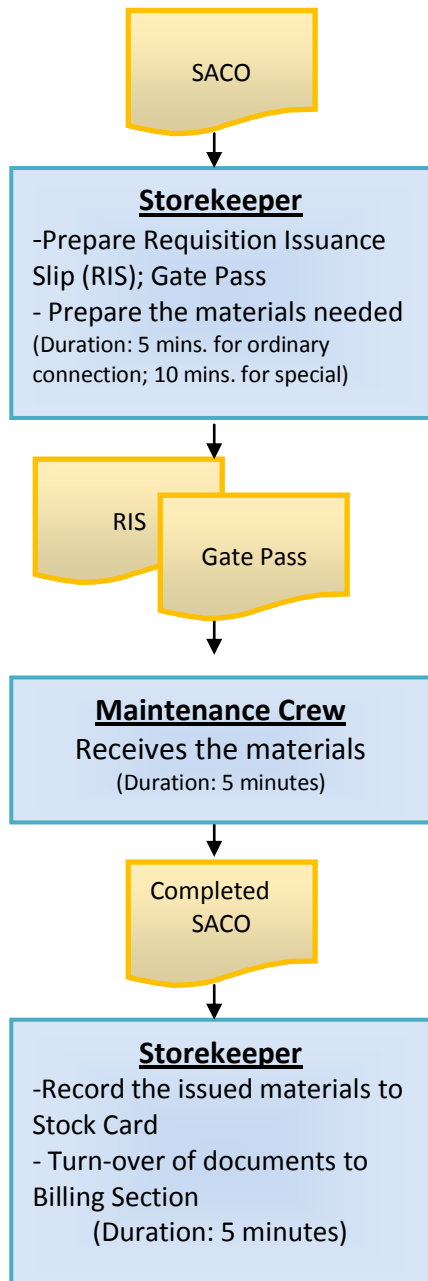 SACO
Storekeeper
-Prepare Requisition Issuance
Slip (RIS); Gate Pass
- Prepare the materials needed
(Duration: 5 mins. for ordinary
connection; 10 mins. for special)
RIS
Gate Pass
Maintenance Crew
Receives the materials
(Duration: 5 minutes)
Completed
SACO
Storekeeper
-Record the issued materials to
Stock Card
- Turn-over of documents to
Billing Section
(Duration: 5 minutes)